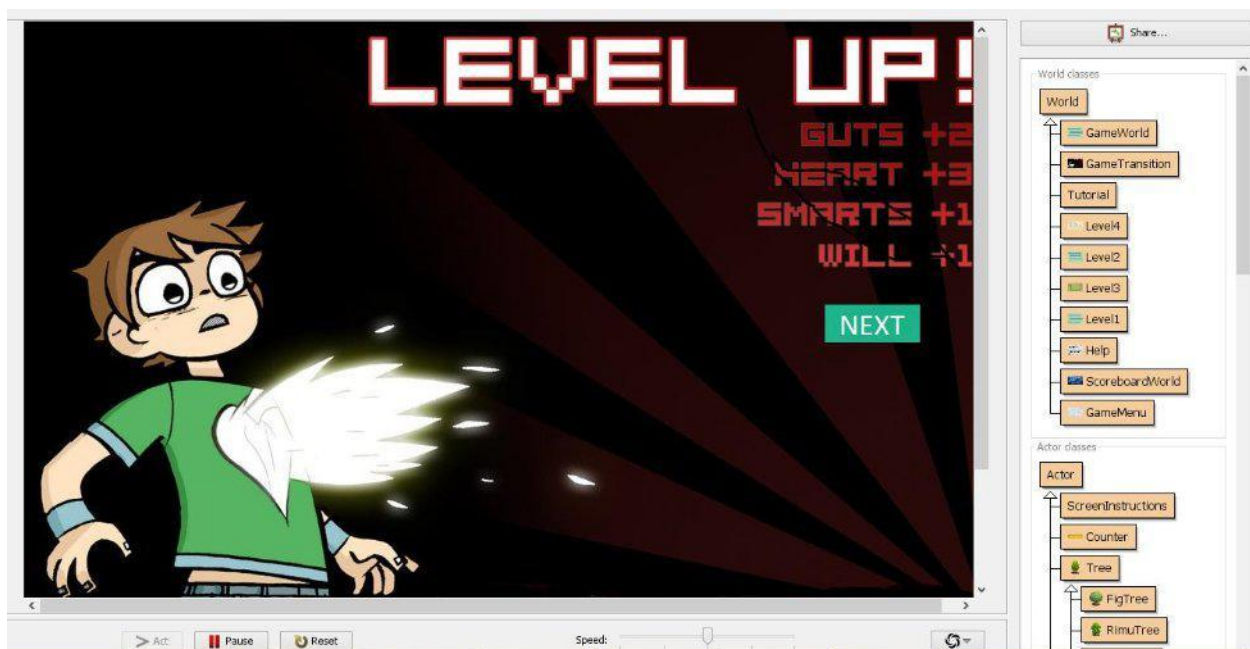 LEVEL UP!
GUTS +2
HEART +3
SMARTS +1
WILL +1
NEXT
Share...
World classes
World
GameWorld
GameTransition
Tutorial
Level4
Level2
Level3
Level1
Help
ScoreboardWorld
GameMenu
Actor classes
Actor
ScreenInstructions
Counter
Tree
FigTree
RimuTree
Act
Pause
Reset
Speed: